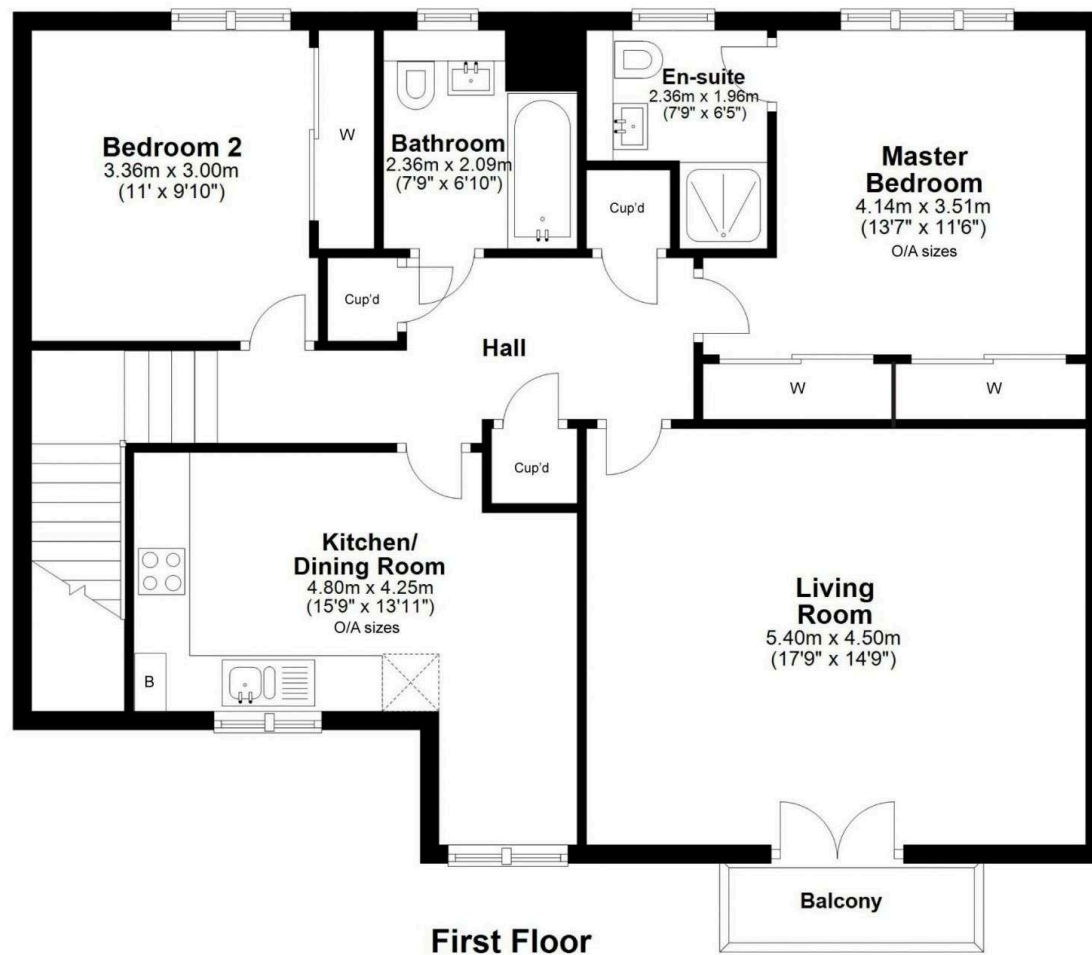 Bedroom 2
3.36m x 3.00m
(11' x 9'10")
W
Bathroom
2.36m x 2.09m
(7'9" x 6'10")
En-suite
2.36m x 1.96m
(7'9" x 6'5")
Master
Bedroom
4.14m x 3.51m
(13'7" x 11'6")
O/A sizes
Cup'd
Cup'd
Hall
W
W
Cup'd
Kitchen/
Dining Room
4.80m x 4.25m
(15'9" x 13'11")
O/A sizes
B
Living
Room
5.40m x 4.50m
(17'9" x 14'9")
Balcony
First Floor